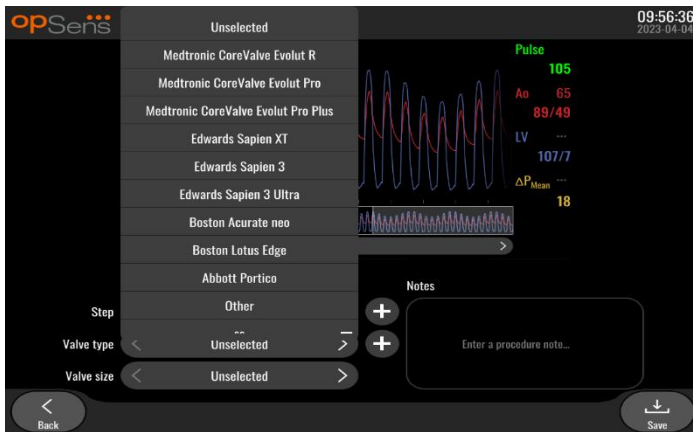 opSens
09:56:36
2023-04-04
Unselected
Medtronic CoreValve Evolut R
Medtronic CoreValve Evolut Pro
Medtronic CoreValve Evolut Pro Plus
Edwards Sapien XT
Edwards Sapien 3
Edwards Sapien 3 Ultra
Boston Acurate neo
Boston Lotus Edge
Abbott Portico
Other
Pulse
105
Ao 65
89/49
LV ---
107/7
ΔPMean ---
18
Step
Valve type < Unselected >
Valve size < Unselected >
Notes
Enter a procedure note...
Back
Save